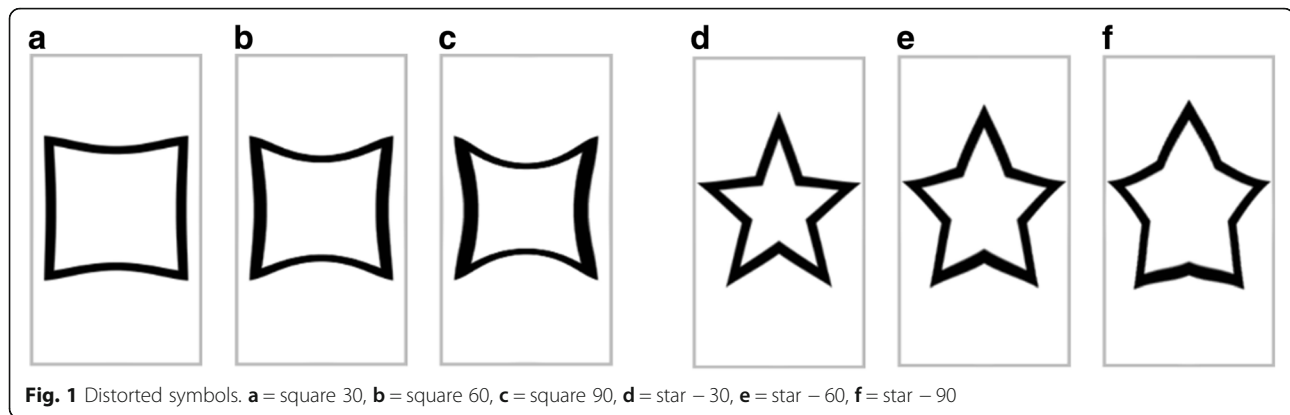 a b c d e f
Fig. 1 Distorted symbols. a = square 30, b = square 60, c = square 90, d = star − 30, e = star − 60, f = star − 90